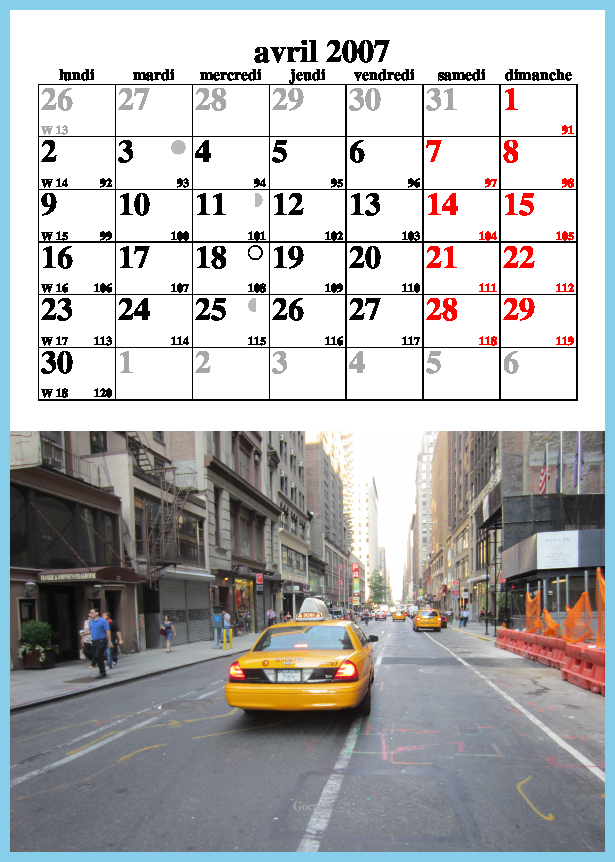 avril 2007
lundi mardi mercredi jeudi vendredi samedi dimanche
26 27 28 29 30 31 1
W 13 91
2 3 4 5 6 7 8
W 14 92 93 94 95 96 97 98
9 10 11 12 13 14 15
W 15 99 100 101 102 103 104 105
16 17 18 19 20 21 22
W 16 106 107 108 109 110 111 112
23 24 25 26 27 28 29
W 17 113 114 115 116 117 118 119
30 1 2 3 4 5 6
W 18 120
FRANKIE & JOHNNIE'S STEAKHOUSE